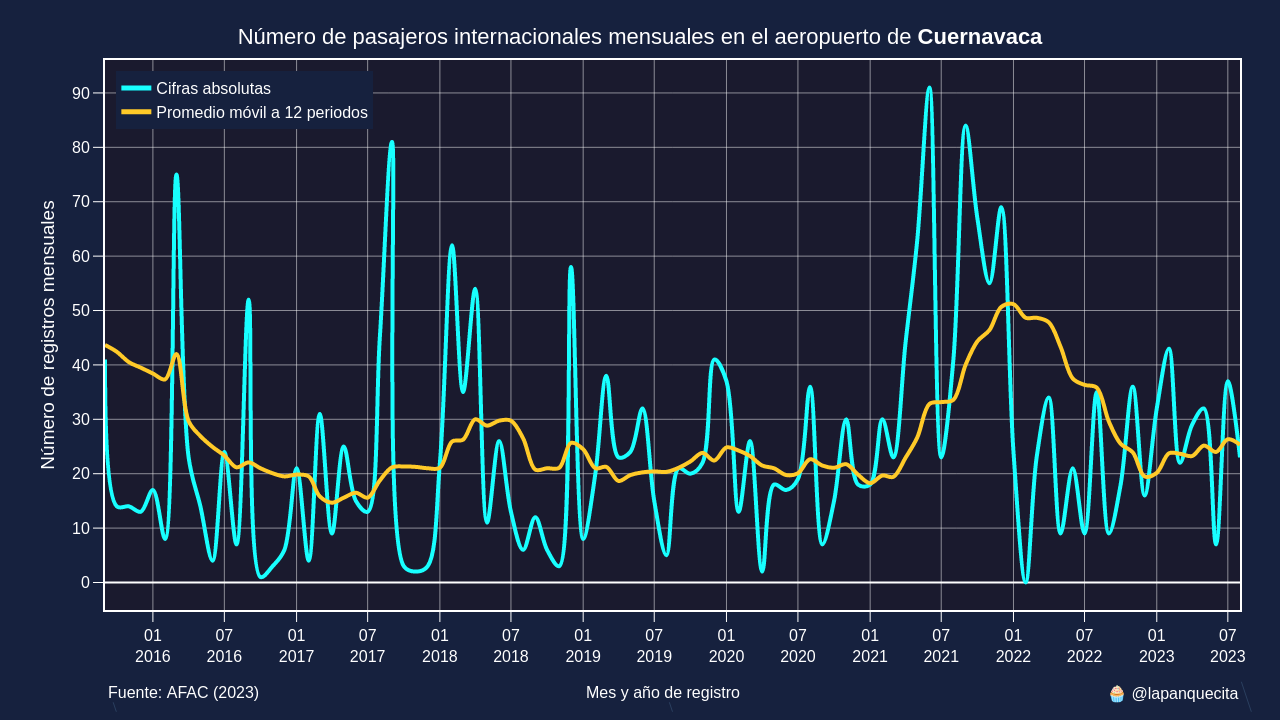 Número de pasajeros internacionales mensuales en el aeropuerto de Cuernavaca
Cifras absolutas
Promedio móvil a 12 periodos
Número de registros mensuales
90
80
70
60
50
40
30
20
10
0
01 07 01 07 01 07 01 07 01 07 01 07 01 07 01 07
2016 2016 2017 2017 2018 2018 2019 2019 2020 2020 2021 2021 2022 2022 2023 2023
Fuente: AFAC (2023) Mes y año de registro 🧁 @lapanquecita